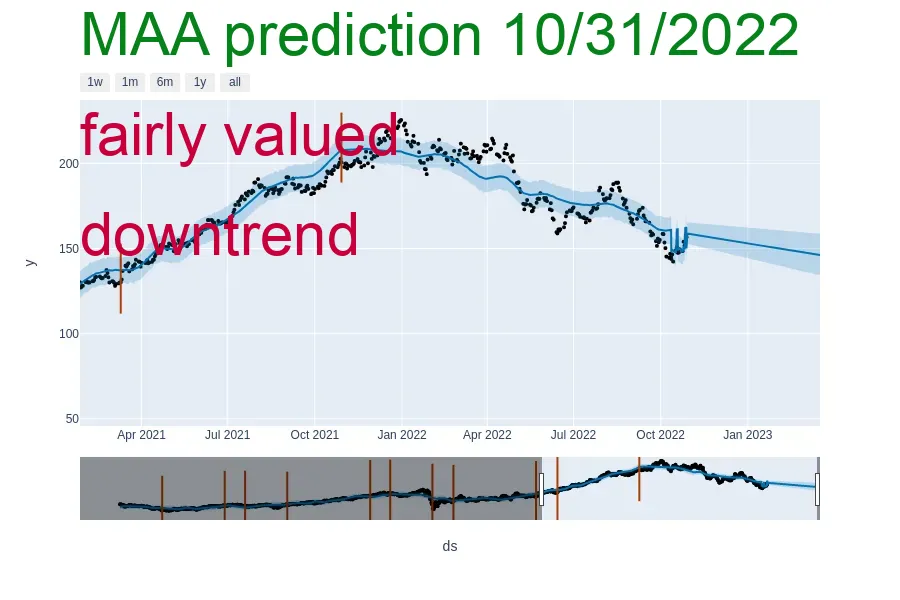 MAA prediction 10/31/2022
1w 1m 6m 1y all
fairly valued
200
downtrend
150
y
100
50
Apr 2021 Jul 2021 Oct 2021 Jan 2022 Apr 2022 Jul 2022 Oct 2022 Jan 2023
ds